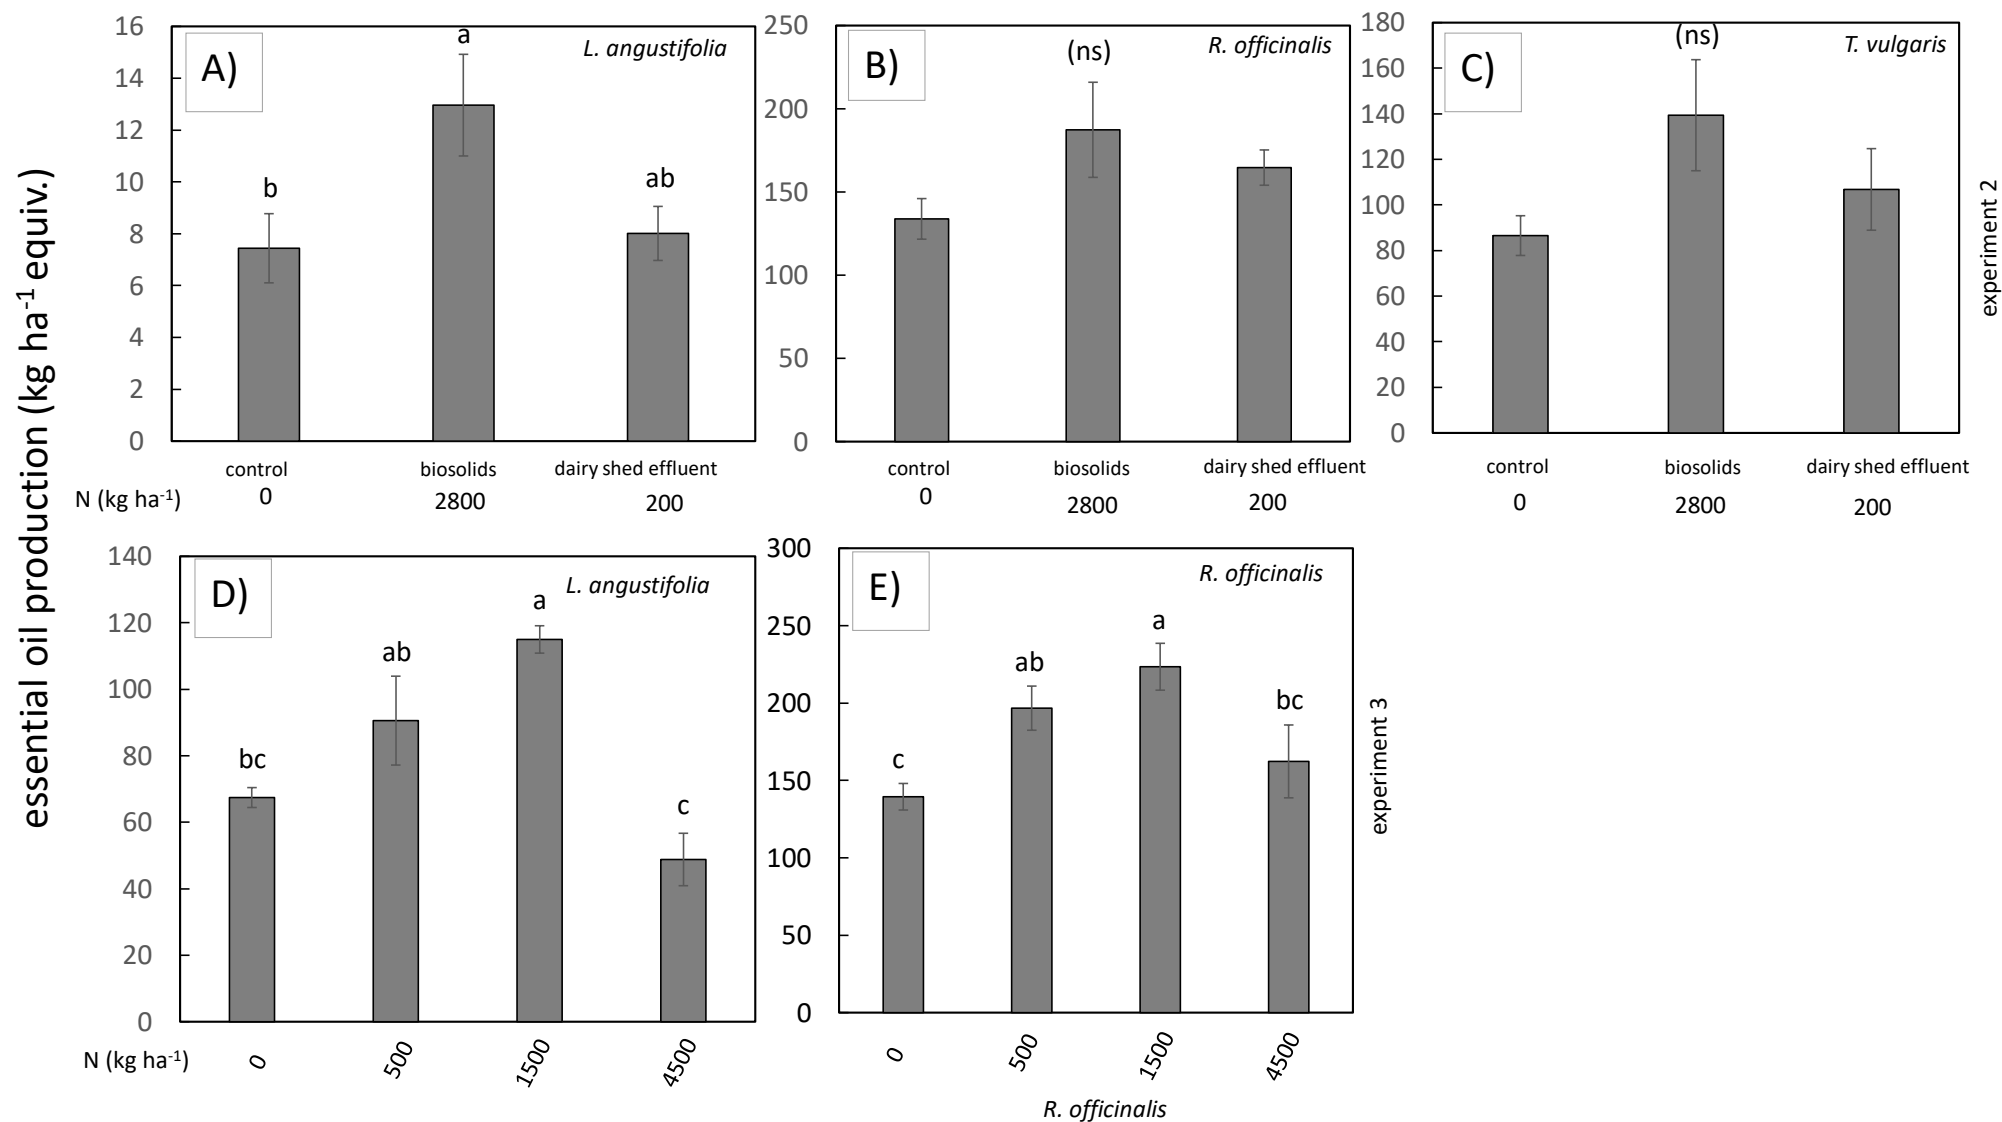 essential oil production (kg ha-1 equiv.)
A)
L. angustifolia
16
14
12
10
8
6
4
2
0
b
a
ab
control
biosolids
dairy shed effluent
N (kg ha-1)
0
2800
200
B)
R. officinalis
250
200
150
100
50
0
(ns)
control
biosolids
dairy shed effluent
0
2800
200
C)
T. vulgaris
180
160
140
120
100
80
60
40
20
0
(ns)
control
biosolids
dairy shed effluent
0
2800
200
experiment 2
D)
L. angustifolia
140
120
100
80
60
40
20
0
bc
ab
a
c
N (kg ha-1)
0
500
1500
4500
E)
R. officinalis
300
250
200
150
100
50
0
c
ab
a
bc
0
500
1500
4500
R. officinalis
experiment 3